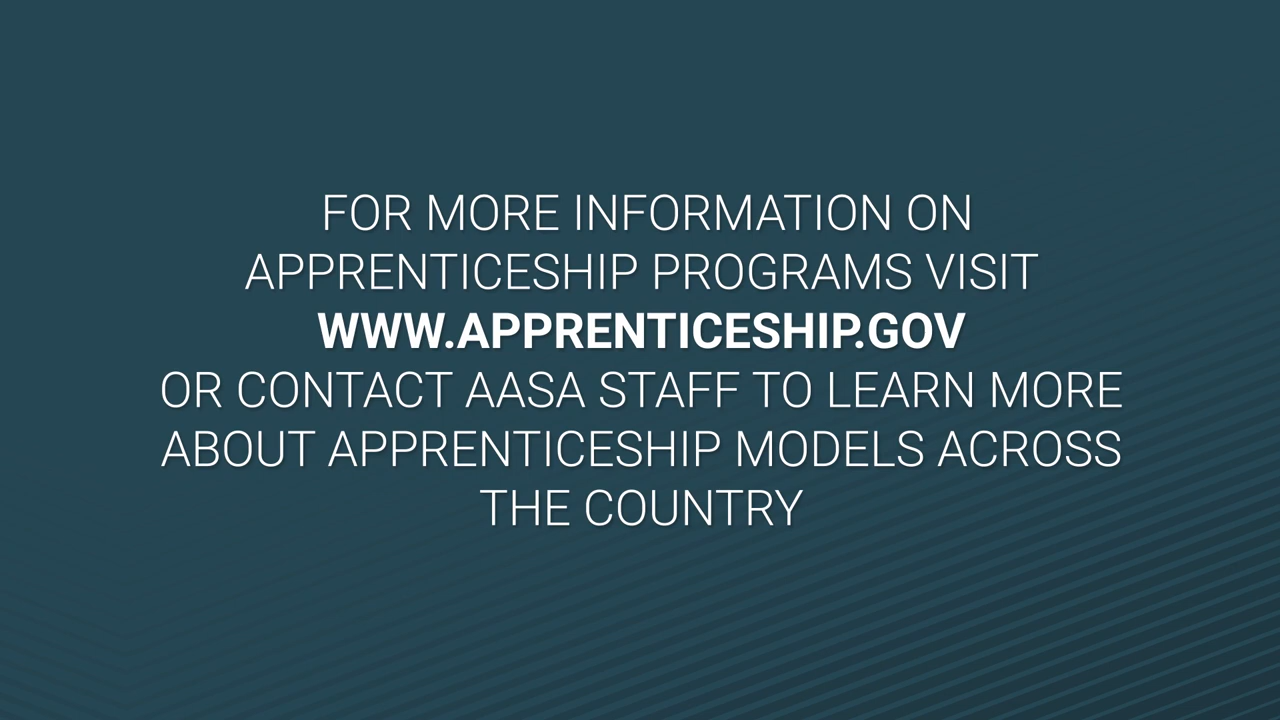 FOR MORE INFORMATION ON
APPRENTICESHIP PROGRAMS VISIT
WWW.APPRENTICESHIP.GOV
OR CONTACT AASA STAFF TO LEARN MORE
ABOUT APPRENTICESHIP MODELS ACROSS
THE COUNTRY